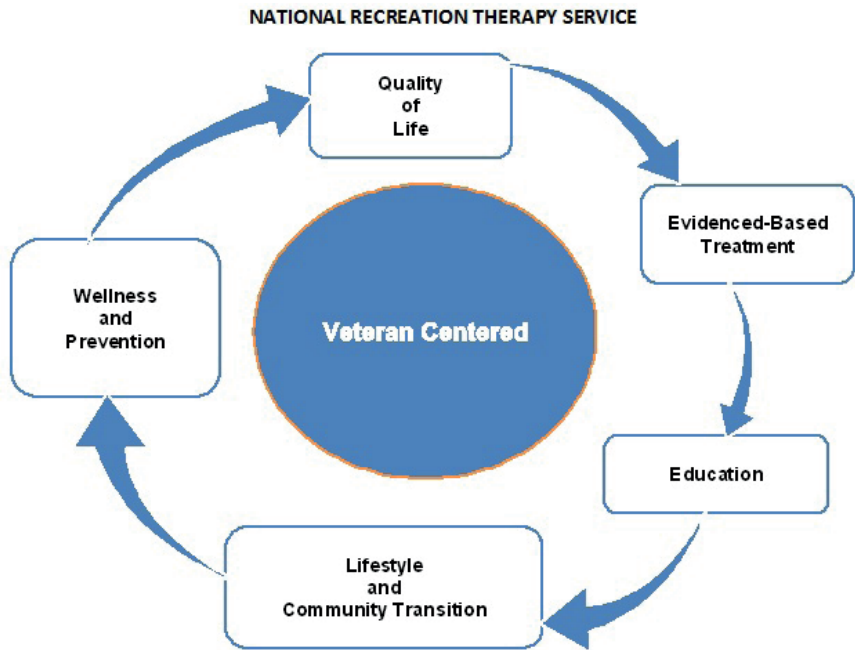 NATIONAL RECREATION THERAPY SERVICE
Quality
of
Life
Evidenced-Based
Treatment
Education
Lifestyle
and
Community Transition
Wellness
and
Prevention
Veteran Centered